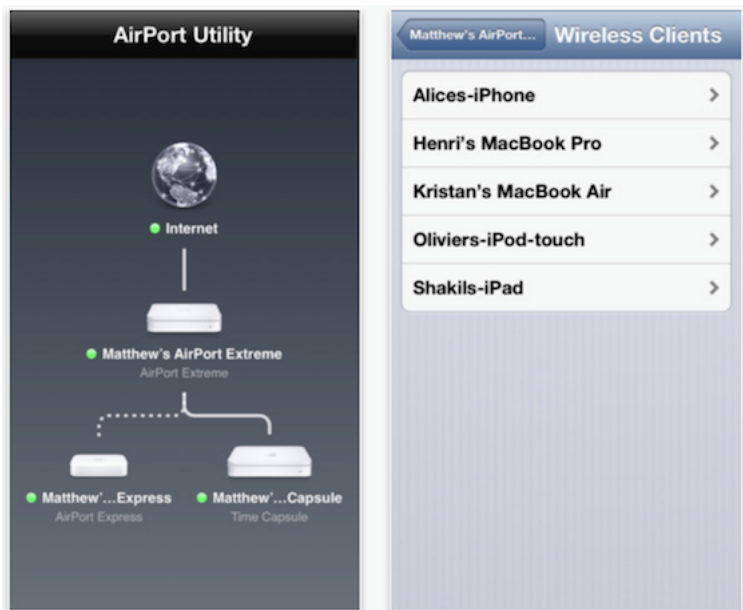 AirPort Utility
Internet
Matthew's AirPort Extreme
AirPort Extreme
Matthew'...Express
AirPort Express
Matthew'...Capsule
Time Capsule
Matthew's AirPort...
Wireless Clients
Alices-iPhone
Henri's MacBook Pro
Kristan's MacBook Air
Oliviers-iPod-touch
Shakils-iPad